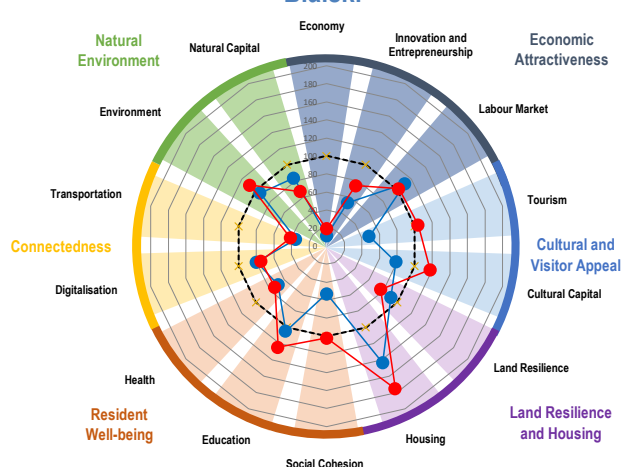 Economy
Natural
Environment
Natural Capital
Innovation and
Entrepreneurship
Economic
Attractiveness
Environment
Labour Market
Transportation
Tourism
Connectedness
Cultural and
Visitor Appeal
Digitalisation
Cultural Capital
Land Resilience
Health
Resident
Well-being
Land Resilience
and Housing
Education
Housing
Social Cohesion
200
180
160
140
120
100
80
60
40
20
0